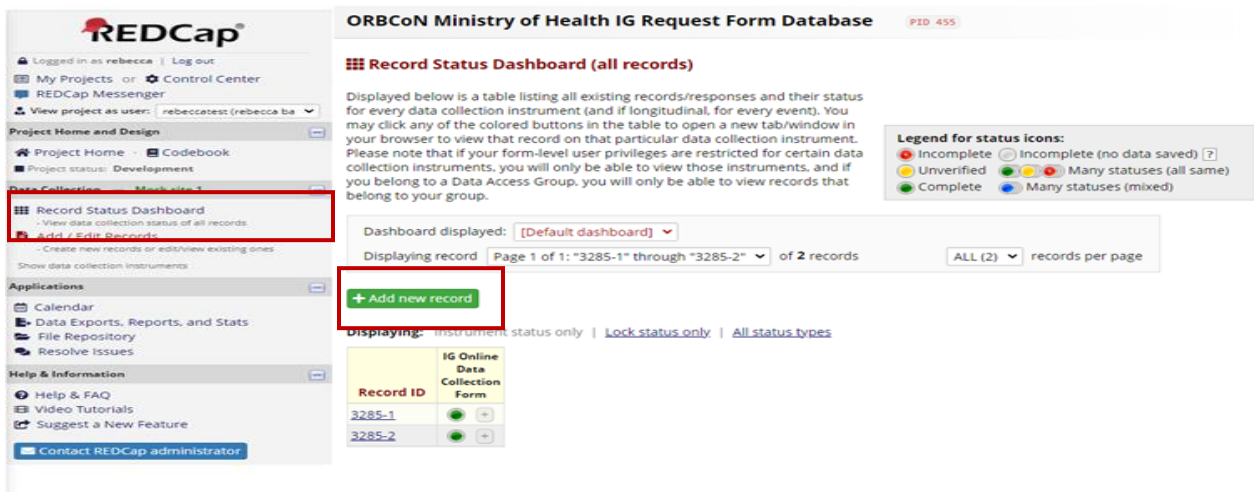 REDCap®
Logged in as rebecca | Log out
My Projects or Control Center
REDCap Messenger
View project as user: rebeccatest (rebecca ba
Project Home and Design
Project Home · Codebook
Project status: Development
Data Collection Mock site 1
Record Status Dashboard
- View data collection status of all records
Add / Edit Records
- Create new records or edit/view existing ones
Show data collection instruments
Applications
Calendar
Data Exports, Reports, and Stats
File Repository
Resolve Issues
Help & Information
Help & FAQ
Video Tutorials
Suggest a New Feature
Contact REDCap administrator
ORBCoN Ministry of Health IG Request Form Database PID 455
Record Status Dashboard (all records)
Displayed below is a table listing all existing records/responses and their status
for every data collection instrument (and if longitudinal, for every event). You
may click any of the colored buttons in the table to open a new tab/window in
your browser to view that record on that particular data collection instrument.
Please note that if your form-level user privileges are restricted for certain data
collection instruments, you will only be able to view those instruments, and if
you belong to a Data Access Group, you will only be able to view records that
belong to your group.
Legend for status icons:
Incomplete Incomplete (no data saved) ?
Unverified Many statuses (all same)
Complete Many statuses (mixed)
Dashboard displayed: [Default dashboard]
Displaying record Page 1 of 1: "3285-1" through "3285-2" of 2 records ALL (2) records per page
+ Add new record
Displaying: Instrument status only | Lock status only | All status types
Record ID IG Online
Data
Collection
Form
3285-1 +
3285-2 +